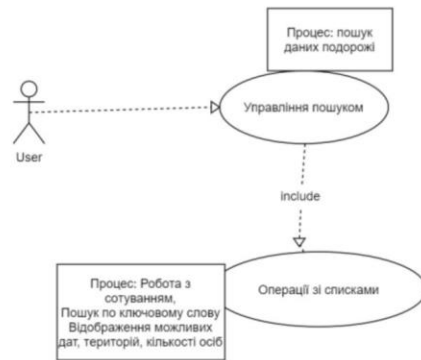 Процес: пошук
даних подорожі
Управління пошуком
User
include
Процес: Робота з
сотуванням,
Пошук по ключовому слову
Відображення можливих
дат, територій, кількості осіб
Операції зі списками